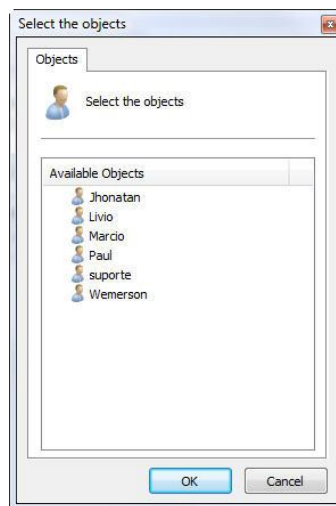 Select the objects
Objects
Select the objects
Available Objects
Jhonatan
Livio
Marcio
Paul
suporte
Wemerson
OK
Cancel